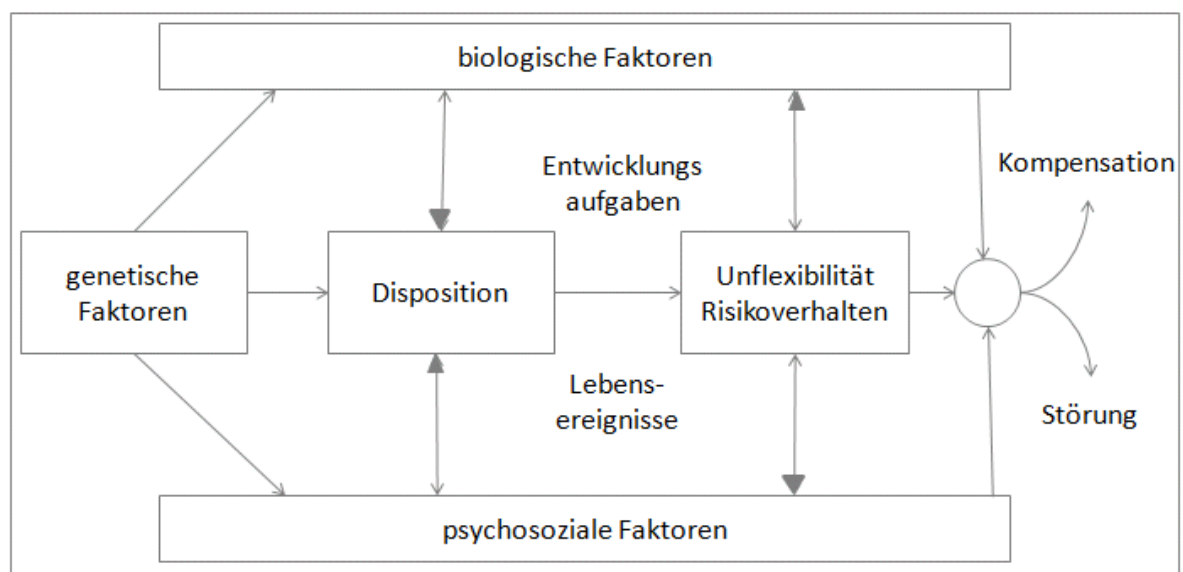 biologische Faktoren
Entwicklungs
aufgaben
Kompensation
genetische
Faktoren
Disposition
Unflexibilität
Risikoverhalten
Lebens-
ereignisse
Störung
psychosoziale Faktoren